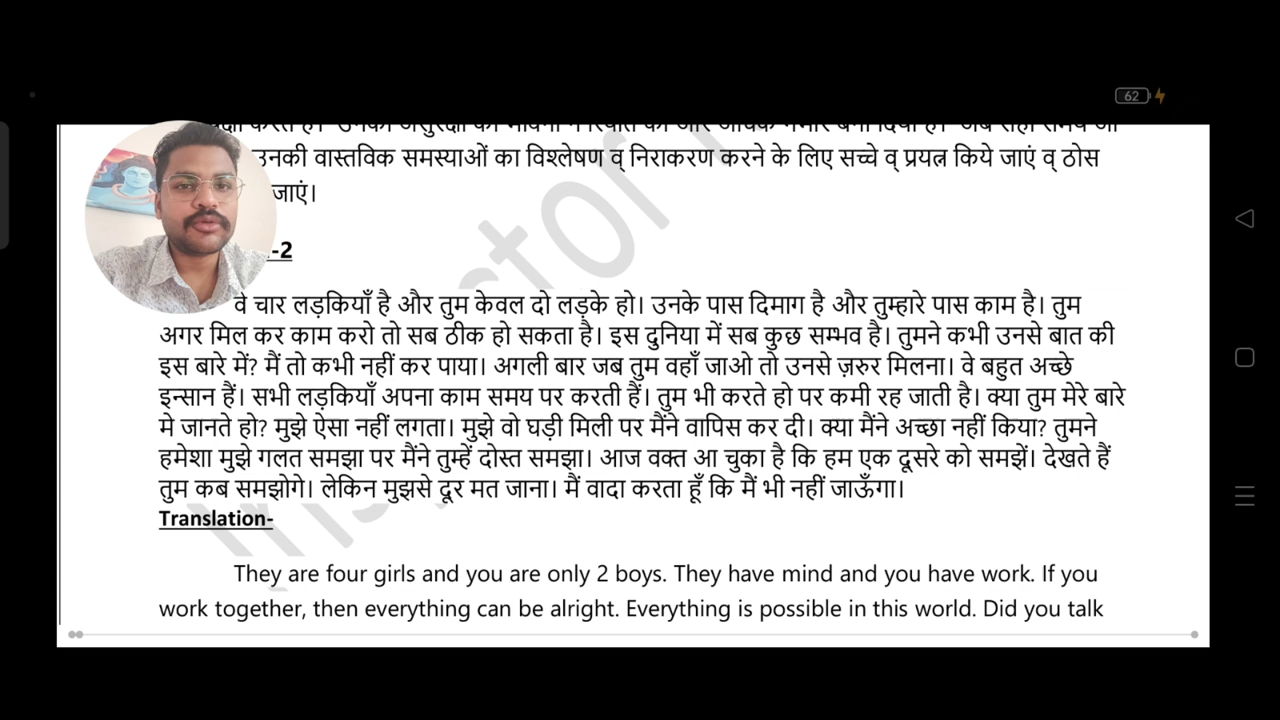 62
उनकी वास्तविक समस्याओं का विश्लेषण व् निराकरण करने के लिए सच्चे व् प्रयत्न किये जाएं व् ठोस
जाएं।
-2
वे चार लड़कियाँ है और तुम केवल दो लड़के हो। उनके पास दिमाग है और तुम्हारे पास काम है। तुम
अगर मिल कर काम करो तो सब ठीक हो सकता है। इस दुनिया में सब कुछ सम्भव है। तुमने कभी उनसे बात की
इस बारे में? मैं तो कभी नहीं कर पाया। अगली बार जब तुम वहाँ जाओ तो उनसे ज़रुर मिलना। वे बहुत अच्छे
इन्सान हैं। सभी लड़कियाँ अपना काम समय पर करती हैं। तुम भी करते हो पर कमी रह जाती है। क्या तुम मेरे बारे
मे जानते हो? मुझे ऐसा नहीं लगता। मुझे वो घड़ी मिली पर मैंने वापिस कर दी। क्या मैंने अच्छा नहीं किया? तुमने
हमेशा मुझे गलत समझा पर मैंने तुम्हें दोस्त समझा। आज वक्त आ चुका है कि हम एक दूसरे को समझें। देखते हैं
तुम कब समझोगे। लेकिन मुझसे दूर मत जाना। मैं वादा करता हूँ कि मैं भी नहीं जाऊँगा।
Translation-
They are four girls and you are only 2 boys. They have mind and you have work. If you
work together, then everything can be alright. Everything is possible in this world. Did you talk